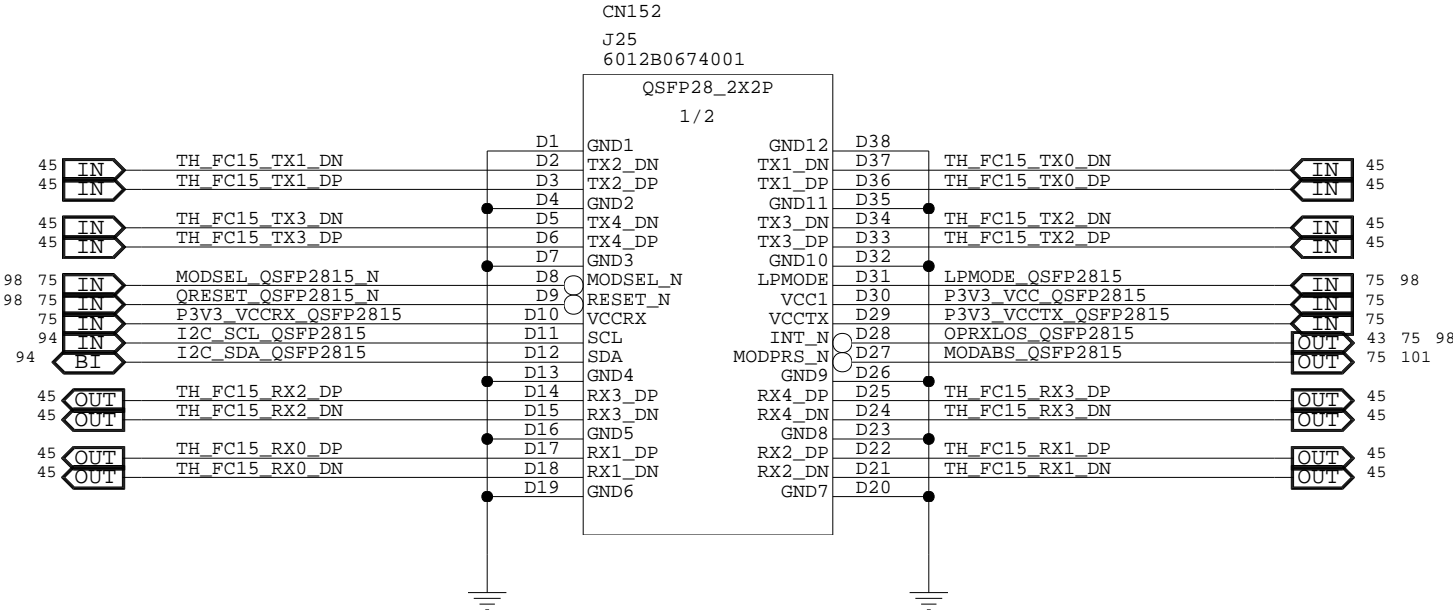 CN152
J25
6012B0674001
QSFP28_2X2P
1/2
D1 GND1 GND12 D38
45 IN TH_FC15_TX1_DN D2 TX2_DN TX1_DN D37 TH_FC15_TX0_DN IN 45
45 IN TH_FC15_TX1_DP D3 TX2_DP TX1_DP D36 TH_FC15_TX0_DP IN 45
D4 GND2 GND11 D35
45 IN TH_FC15_TX3_DN D5 TX4_DN TX3_DN D34 TH_FC15_TX2_DN IN 45
45 IN TH_FC15_TX3_DP D6 TX4_DP TX3_DP D33 TH_FC15_TX2_DP IN 45
D7 GND3 GND10 D32
98 75 IN MODSEL_QSFP2815_N D8 MODSEL_N LPMODE D31 LPMODE_QSFP2815 IN 75 98
98 75 IN QRESET_QSFP2815_N D9 RESET_N VCC1 D30 P3V3_VCC_QSFP2815 IN 75
75 IN P3V3_VCCRX_QSFP2815 D10 VCCRX VCCTX D29 P3V3_VCCTX_QSFP2815 IN 75
94 IN I2C_SCL_QSFP2815 D11 SCL INT_N D28 OPRXLOS_QSFP2815 OUT 43 75 98
94 BI I2C_SDA_QSFP2815 D12 SDA MODPRS_N D27 MODABS_QSFP2815 OUT 75 101
D13 GND4 GND9 D26
45 OUT TH_FC15_RX2_DP D14 RX3_DP RX4_DP D25 TH_FC15_RX3_DP OUT 45
45 OUT TH_FC15_RX2_DN D15 RX3_DN RX4_DN D24 TH_FC15_RX3_DN OUT 45
D16 GND5 GND8 D23
45 OUT TH_FC15_RX0_DP D17 RX1_DP RX2_DP D22 TH_FC15_RX1_DP OUT 45
45 OUT TH_FC15_RX0_DN D18 RX1_DN RX2_DN D21 TH_FC15_RX1_DN OUT 45
D19 GND6 GND7 D20